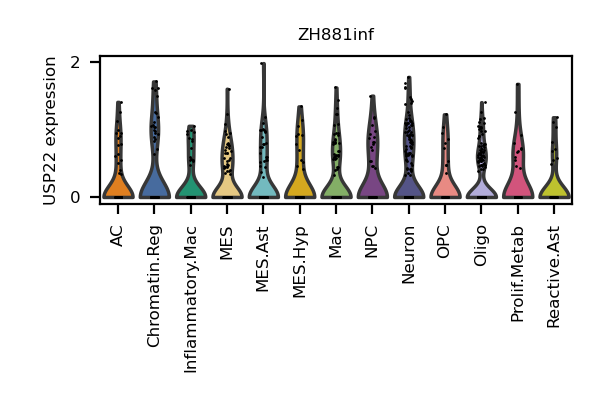 ZH881inf
USP22 expression
2
0
AC
Chromatin.Reg
Inflammatory.Mac
MES
MES.Ast
MES.Hyp
Mac
NPC
Neuron
OPC
Oligo
Prolif.Metab
Reactive.Ast